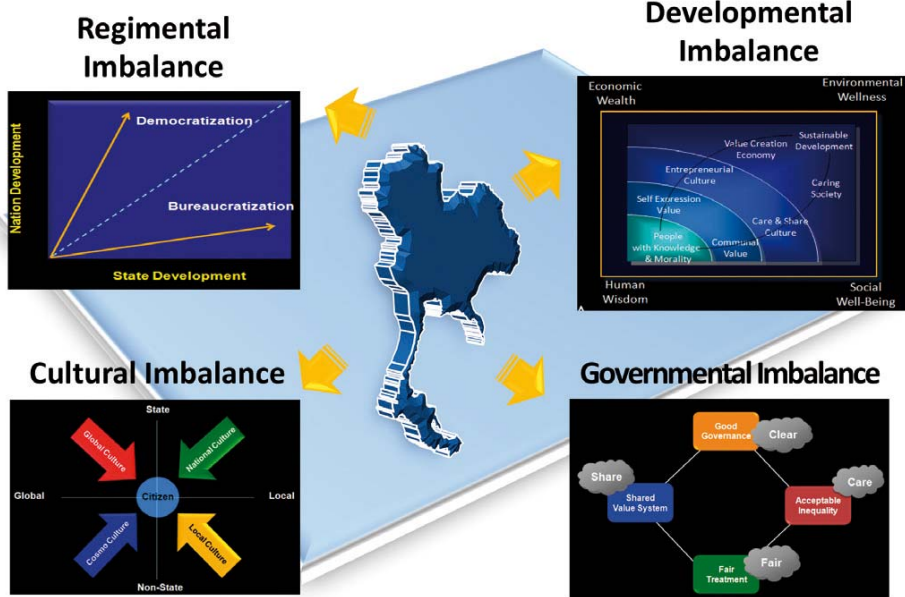 Regimental
Imbalance
Nation Development
Democratization
Bureaucratization
State Development
Developmental
Imbalance
Economic
Wealth
Environmental
Wellness
Sustainable
Development
Value Creation
Economy
Entrepreneurial
Culture
Caring
Society
Self Expression
Value
Care & Share
Culture
People
with Knowledge
& Morality
Communal
Value
Human
Wisdom
Social
Well-Being
Cultural Imbalance
State
Global Culture
National Culture
Global
Citizen
Local
Cosmo Culture
Local Culture
Non-State
Governmental Imbalance
Good
Governance
Clear
Share
Shared
Value System
Care
Acceptable
Inequality
Fair
Fair
Treatment